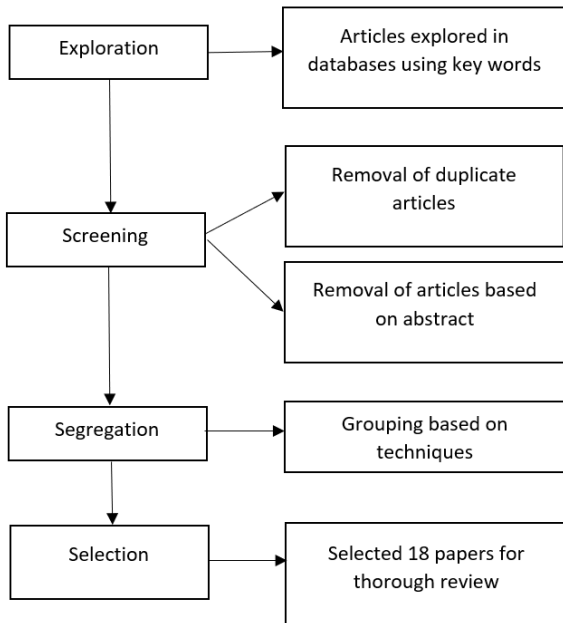 Exploration
Articles explored in
databases using key words
Removal of duplicate
articles
Screening
Removal of articles based
on abstract
Segregation
Grouping based on
techniques
Selection
Selected 18 papers for
thorough review